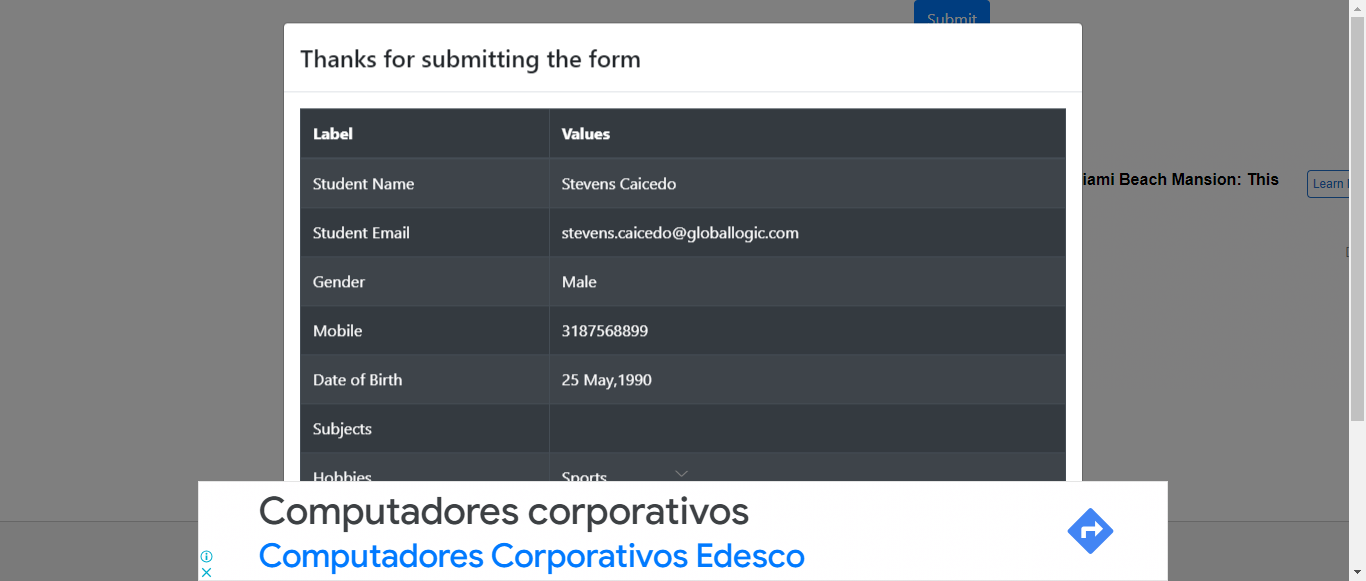 Submit
Thanks for submitting the form
Label Values
Student Name Stevens Caicedo
Student Email stevens.caicedo@globallogic.com
Gender Male
Mobile 3187568899
Date of Birth 25 May,1990
Subjects
Hobbies Sports
iami Beach Mansion: This
Learn
Computadores corporativos
Computadores Corporativos Edesco